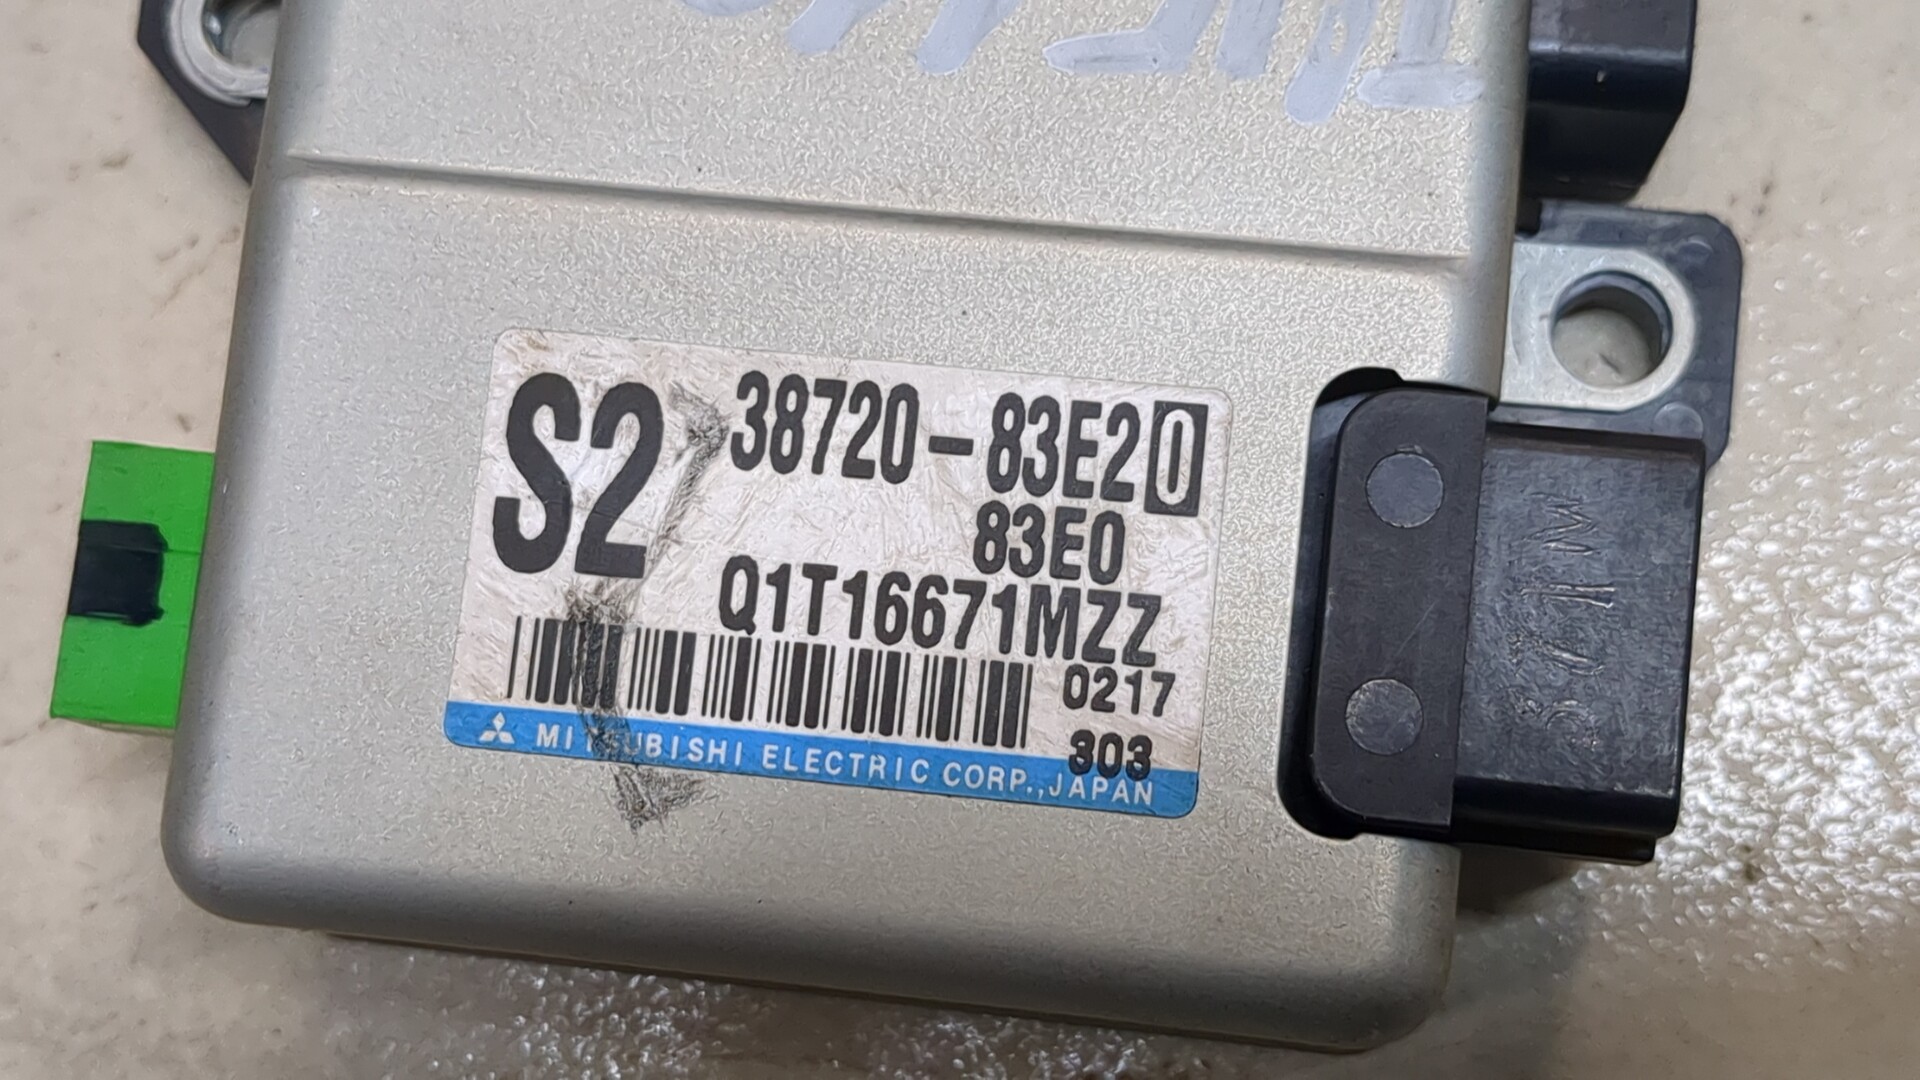 S2
38720-83E20
83E0
Q1T16671MZZ
0217
303
MITSUBISHI ELECTRIC CORP., JAPAN